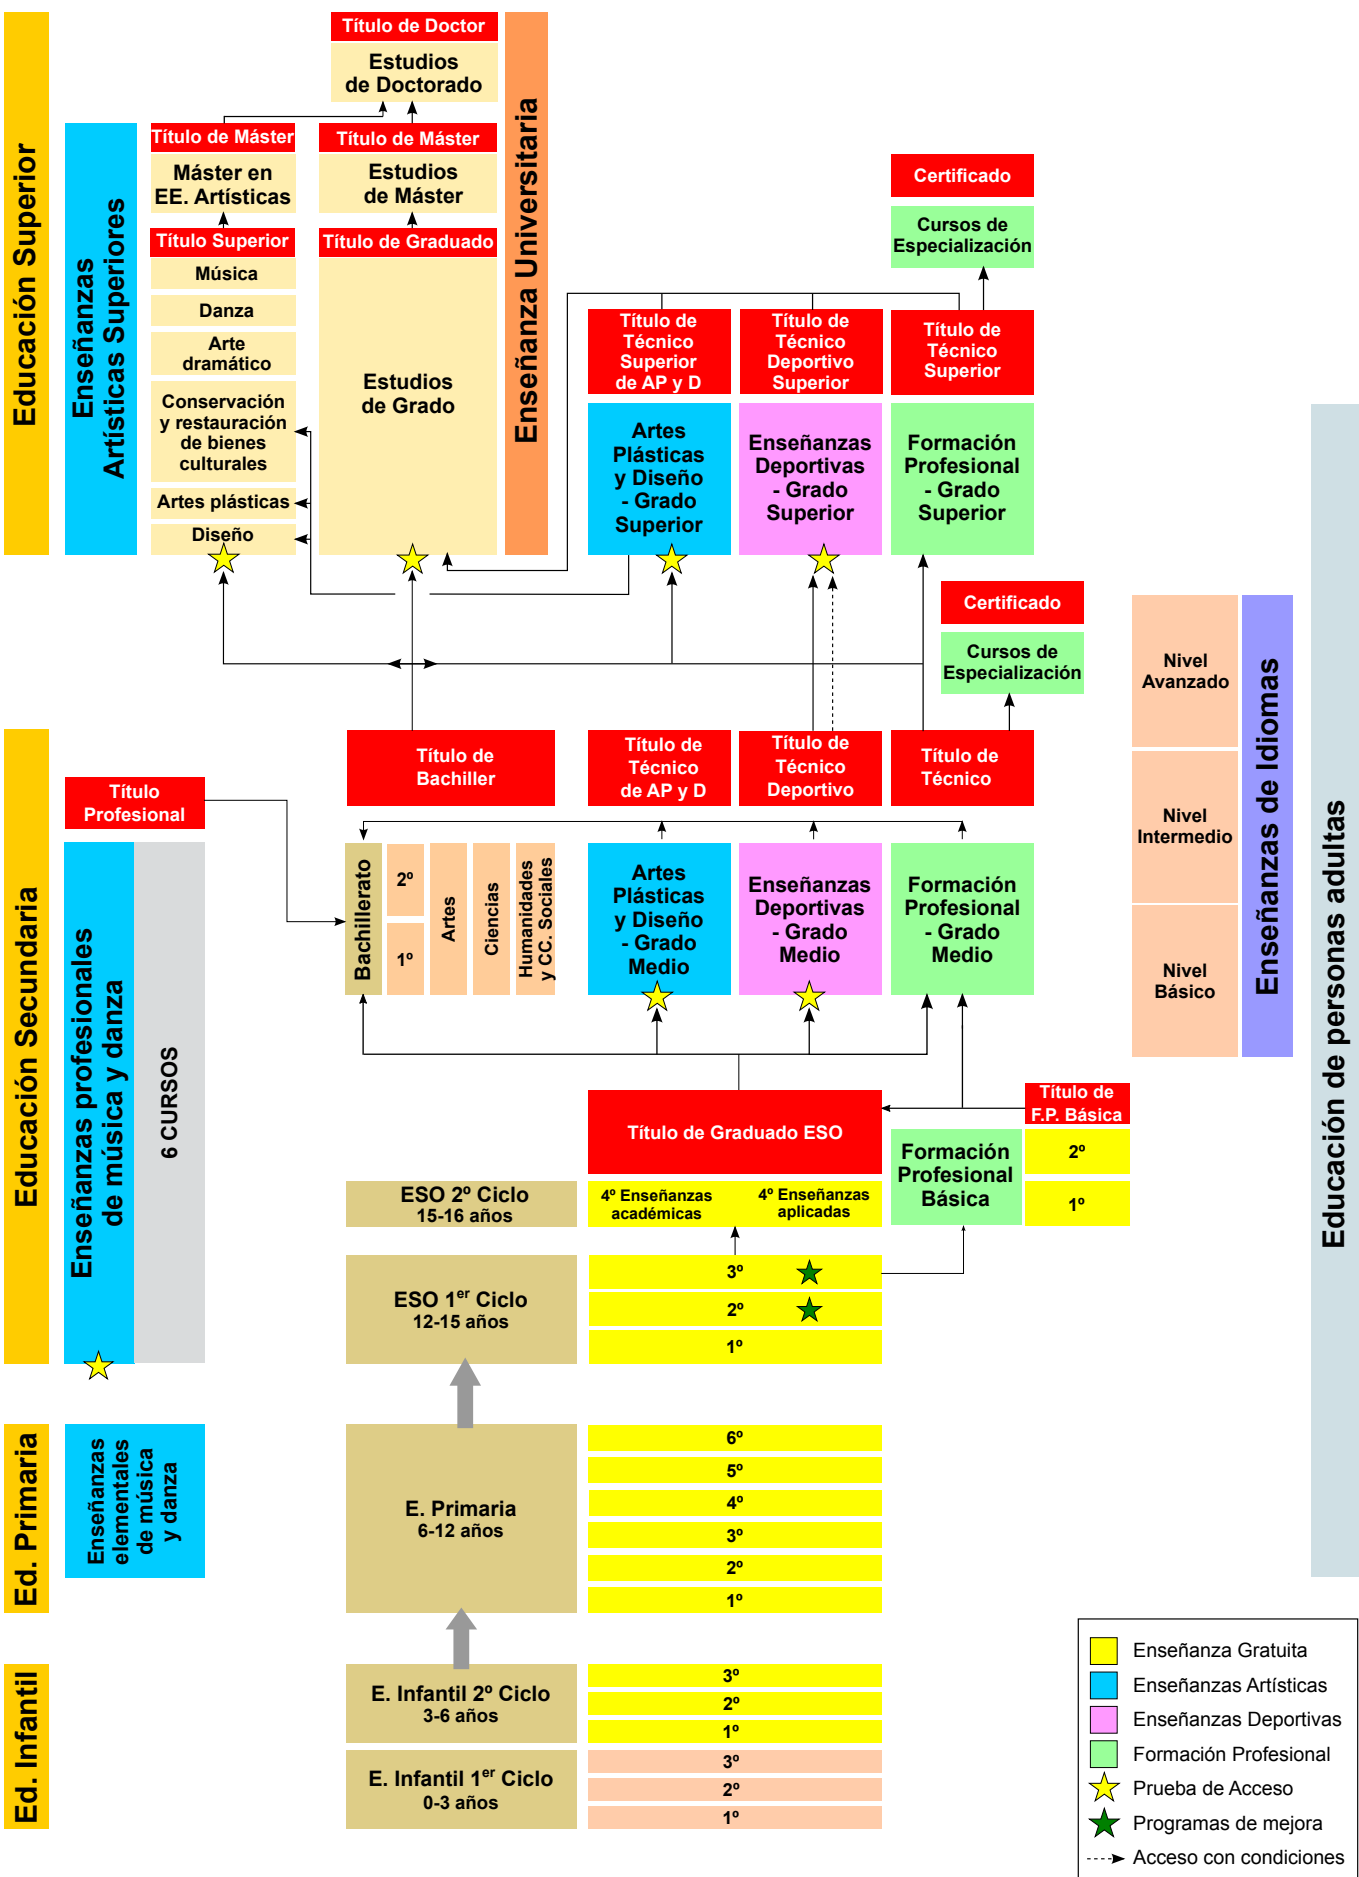 Educación Superior
Enseñanzas
Artísticas Superiores
Título de Doctor
Estudios
de Doctorado
Título de Máster
Máster en
EE. Artísticas
Título Superior
Música
Danza
Arte
dramático
Conservación
y restauración
de bienes
culturales
Artes plásticas
Diseño
Título de Máster
Estudios
de Máster
Título de Graduado
Estudios
de Grado
Enseñanza Universitaria
Título de
Técnico
Superior
de AP y D
Artes
Plásticas
y Diseño
- Grado
Superior
Título de
Técnico
Deportivo
Superior
Enseñanzas
Deportivas
- Grado
Superior
Certificado
Cursos de
Especialización
Título de
Técnico
Superior
Formación
Profesional
- Grado
Superior
Certificado
Cursos de
Especialización
Educación Secundaria
Título
Profesional
Enseñanzas profesionales
de música y danza
6 CURSOS
Título de
Bachiller
Bachillerato
2º
1º
Artes
Ciencias
Humanidades
y CC. Sociales
Título de
Técnico
de AP y D
Artes
Plásticas
y Diseño
- Grado
Medio
Título de
Técnico
Deportivo
Enseñanzas
Deportivas
- Grado
Medio
Título de
Técnico
Formación
Profesional
- Grado
Medio
Nivel
Avanzado
Nivel
Intermedio
Nivel
Básico
Enseñanzas de Idiomas
Educación de personas adultas
Título de Graduado ESO
Título de
F.P. Básica
Formación
Profesional
Básica
2º
1º
ESO 2º Ciclo
15-16 años
4º Enseñanzas
académicas
4º Enseñanzas
aplicadas
ESO 1er Ciclo
12-15 años
3º
2º
1º
Ed. Primaria
Enseñanzas
elementales
de música
y danza
E. Primaria
6-12 años
6º
5º
4º
3º
2º
1º
Ed. Infantil
E. Infantil 2º Ciclo
3-6 años
3º
2º
1º
E. Infantil 1er Ciclo
0-3 años
3º
2º
1º
Enseñanza Gratuita
Enseñanzas Artísticas
Enseñanzas Deportivas
Formación Profesional
Prueba de Acceso
Programas de mejora
Acceso con condiciones